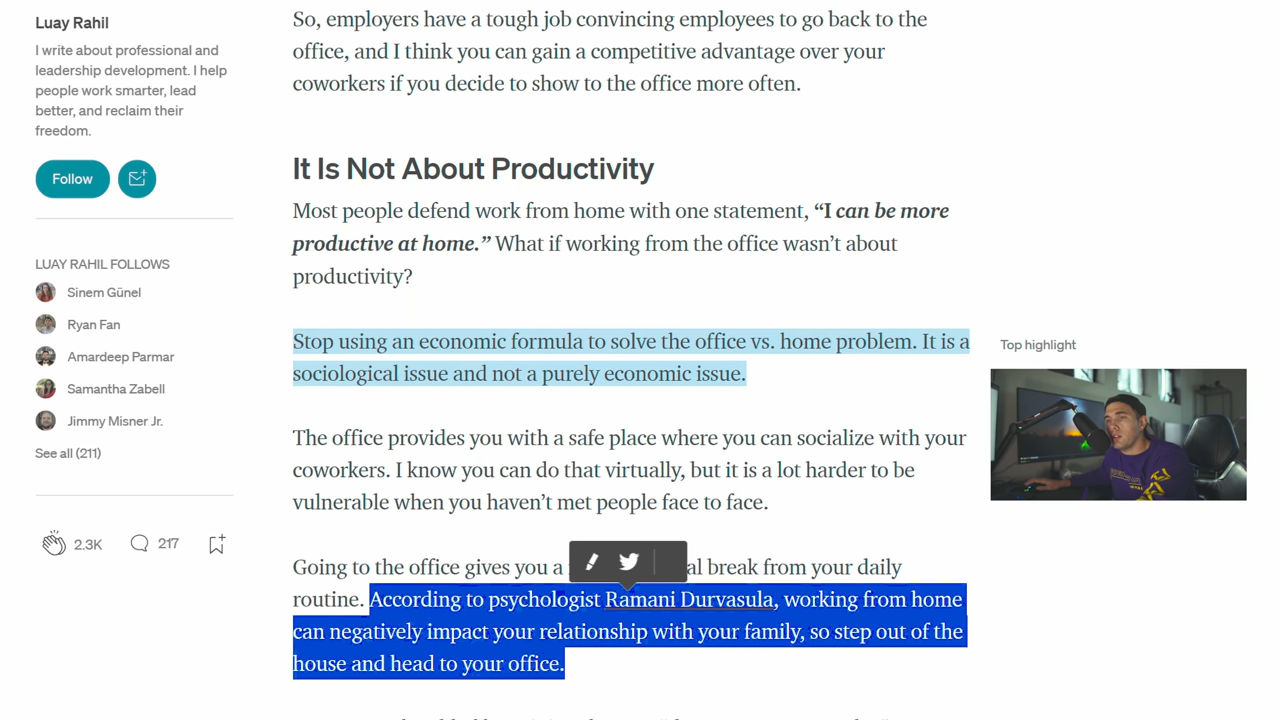 Luay Rahil
I write about professional and
leadership development. I help
people work smarter, lead
better, and reclaim their
freedom.
Follow
LUAY RAHIL FOLLOWS
Sinem Günel
Ryan Fan
Amardeep Parmar
Samantha Zabell
Jimmy Misner Jr.
See all (211)
2.3K
217
So, employers have a tough job convincing employees to go back to the
office, and I think you can gain a competitive advantage over your
coworkers if you decide to show to the office more often.
It Is Not About Productivity
Most people defend work from home with one statement, “I can be more
productive at home.” What if working from the office wasn’t about
productivity?
Stop using an economic formula to solve the office vs. home problem. It is a
sociological issue and not a purely economic issue.
The office provides you with a safe place where you can socialize with your
coworkers. I know you can do that virtually, but it is a lot harder to be
vulnerable when you haven’t met people face to face.
Going to the office gives you a break from your daily
routine. According to psychologist Ramani Durvasula, working from home
can negatively impact your relationship with your family, so step out of the
house and head to your office.
Top highlight